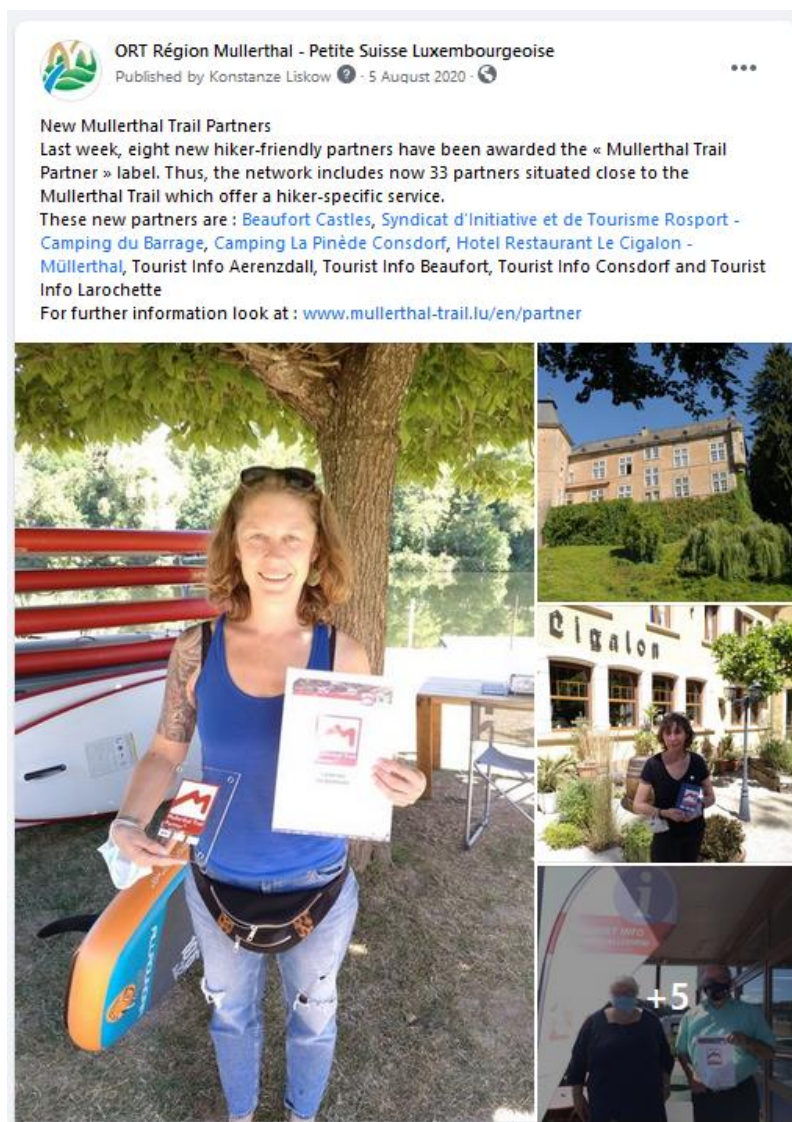 ORT Région Mullerthal - Petite Suisse Luxembourgeoise
Published by Konstanze Liskow ? · 5 August 2020 ·
New Mullerthal Trail Partners
Last week, eight new hiker-friendly partners have been awarded the « Mullerthal Trail
Partner » label. Thus, the network includes now 33 partners situated close to the
Mullerthal Trail which offer a hiker-specific service.
These new partners are : Beaufort Castles, Syndicat d'Initiative et de Tourisme Rosport -
Camping du Barrage, Camping La Pinède Consdorf, Hotel Restaurant Le Cigalon -
Müllerthal, Tourist Info Aerenzdall, Tourist Info Beaufort, Tourist Info Consdorf and Tourist
Info Larochette
For further information look at : www.mullerthal-trail.lu/en/partner
Cigalon
Mullerthal Trail
Partner
i
INFO
+5